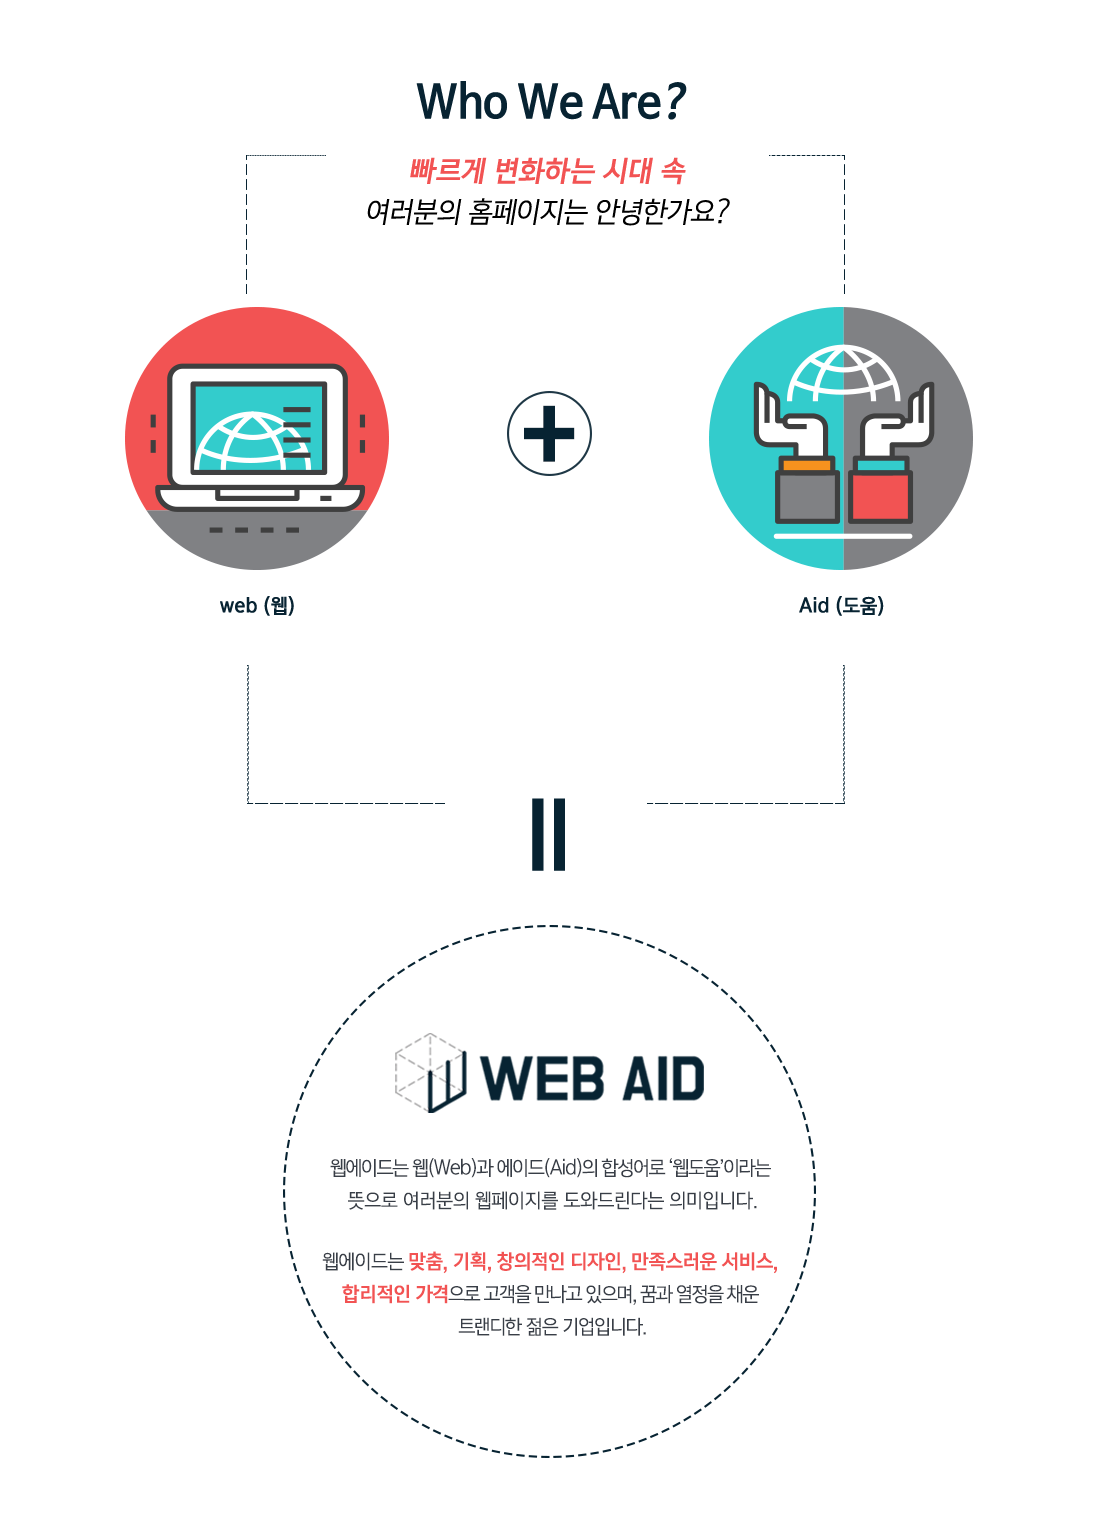 Who We Are?
빠르게 변화하는 시대 속
여러분의 홈페이지는 안녕한가요?
web (웹)
Aid (도움)
WEB AID
웹에이드는 웹(Web)과 에이드(Aid)의 합성어로 ‘웹도움’이라는
뜻으로 여러분의 웹페이지를 도와드린다는 의미입니다.
웹에이드는 맞춤, 기획, 창의적인 디자인, 만족스러운 서비스,
합리적인 가격으로 고객을 만나고 있으며, 꿈과 열정을 채운
트랜디한 젊은 기업입니다.